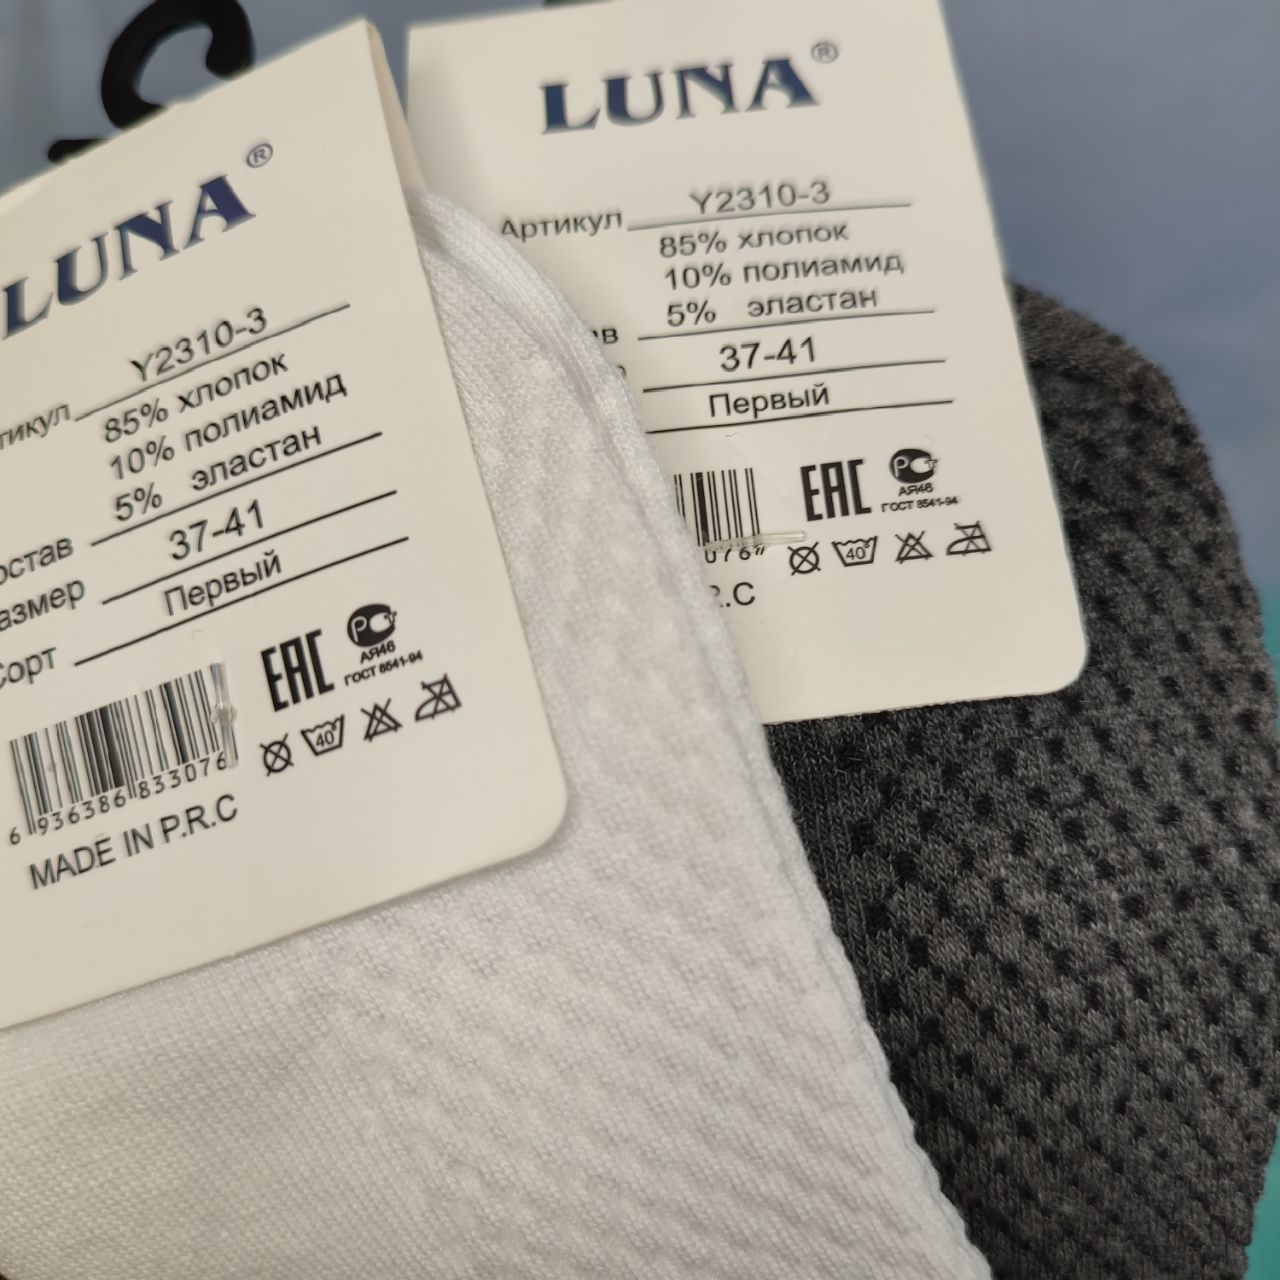 LUNA®
Y2310-3
85% хлопок
10% полиамид
5% эластан
37-41
Размер
Первый
Сорт
EAC
РСТ
АЯ46
ГОСТ 8541-94
40°
6 936386 833076
MADE IN P.R.C
LUNA®
Артикул Y2310-3
85% хлопок
10% полиамид
5% эластан
37-41
Первый
EAC
РСТ
АЯ46
ГОСТ 8541-94
40°